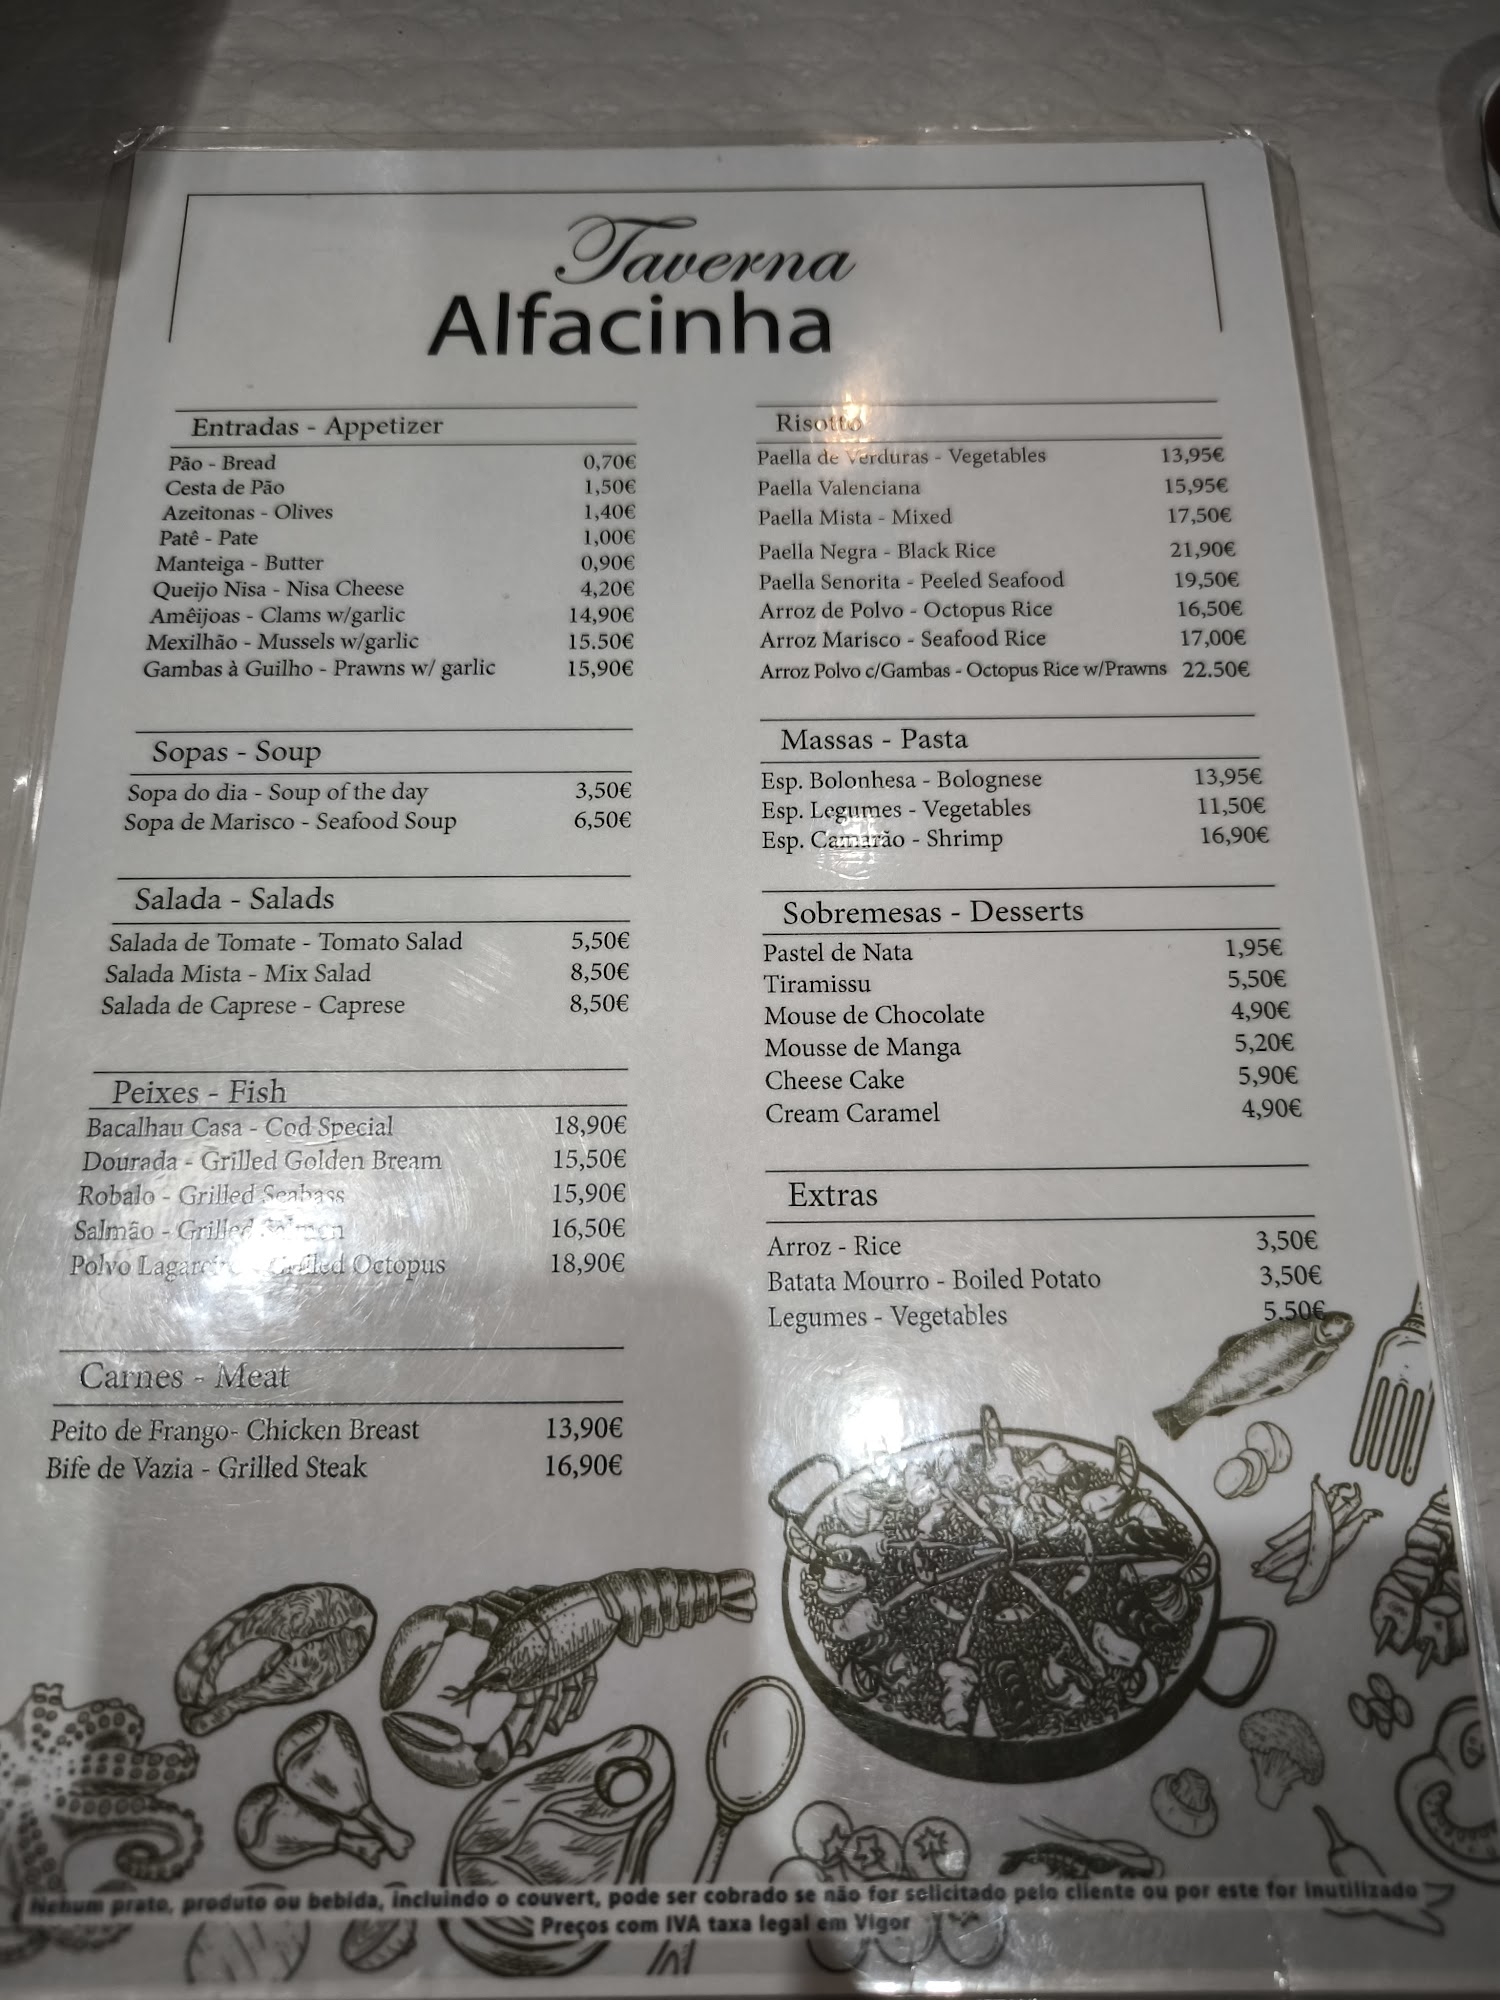 Taverna
Alfacinha
Entradas - Appetizer
Pão - Bread 0,70€
Cesta de Pão 1,50€
Azeitonas - Olives 1,40€
Patê - Pate 1,00€
Manteiga - Butter 0,90€
Queijo Nisa - Nisa Cheese 4,20€
Amêijoas - Clams w/garlic 14,90€
Mexilhão - Mussels w/garlic 15.50€
Gambas à Guilho - Prawns w/ garlic 15,90€
Sopas - Soup
Sopa do dia - Soup of the day 3,50€
Sopa de Marisco - Seafood Soup 6,50€
Salada - Salads
Salada de Tomate - Tomato Salad 5,50€
Salada Mista - Mix Salad 8,50€
Salada de Caprese - Caprese 8,50€
Peixes - Fish
Bacalhau Casa - Cod Special 18,90€
Dourada - Grilled Golden Bream 15,50€
Robalo - Grilled Seabass 15,90€
Salmão - Grilled Salmon 16,50€
Polvo Lagareiro - Grilled Octopus 18,90€
Carnes - Meat
Peito de Frango- Chicken Breast 13,90€
Bife de Vazia - Grilled Steak 16,90€
Risotto
Paella de Verduras - Vegetables 13,95€
Paella Valenciana 15,95€
Paella Mista - Mixed 17,50€
Paella Negra - Black Rice 21,90€
Paella Senorita - Peeled Seafood 19,50€
Arroz de Polvo - Octopus Rice 16,50€
Arroz Marisco - Seafood Rice 17,00€
Arroz Polvo c/Gambas - Octopus Rice w/Prawns 22.50€
Massas - Pasta
Esp. Bolonhesa - Bolognese 13,95€
Esp. Legumes - Vegetables 11,50€
Esp. Camarão - Shrimp 16,90€
Sobremesas - Desserts
Pastel de Nata 1,95€
Tiramissu 5,50€
Mouse de Chocolate 4,90€
Mousse de Manga 5,20€
Cheese Cake 5,90€
Cream Caramel 4,90€
Extras
Arroz - Rice 3,50€
Batata Mourro - Boiled Potato 3,50€
Legumes - Vegetables 5.50€
Nehum prato, produto ou bebida, incluindo o couvert, pode ser cobrado se não for solicitado pelo cliente ou por este for inutilizado
Preços com IVA taxa legal em Vigor